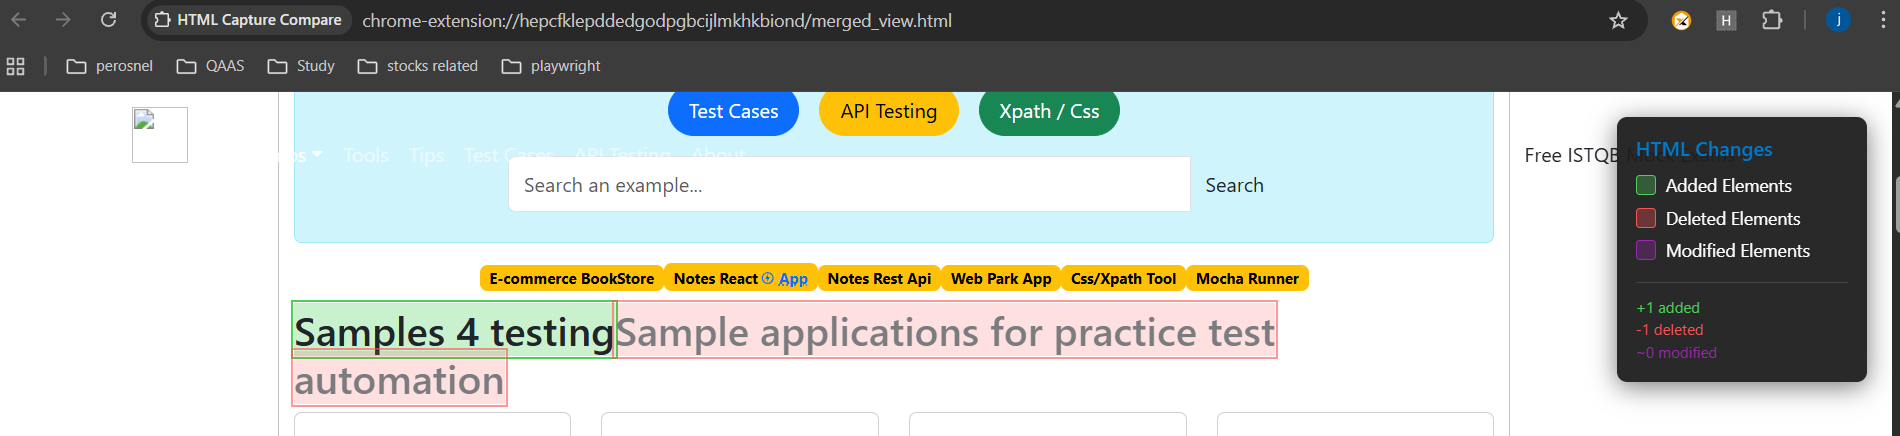 HTML Capture Compare
chrome-extension://hepcfklepddedgodpgbcijlmkhkbiond/merged_view.html
j
H
perosnel
QAAS
Study
stocks related
playwright
Test Cases
API Testing
Xpath / Css
Tools
Tips
Test Cases
API Testing
About
Free ISTQB
Search an example...
Search
HTML Changes
Added Elements
Deleted Elements
Modified Elements
+1 added
-1 deleted
~0 modified
E-commerce BookStore
Notes React App
Notes Rest Api
Web Park App
Css/Xpath Tool
Mocha Runner
Samples 4 testing Sample applications for practice test
automation